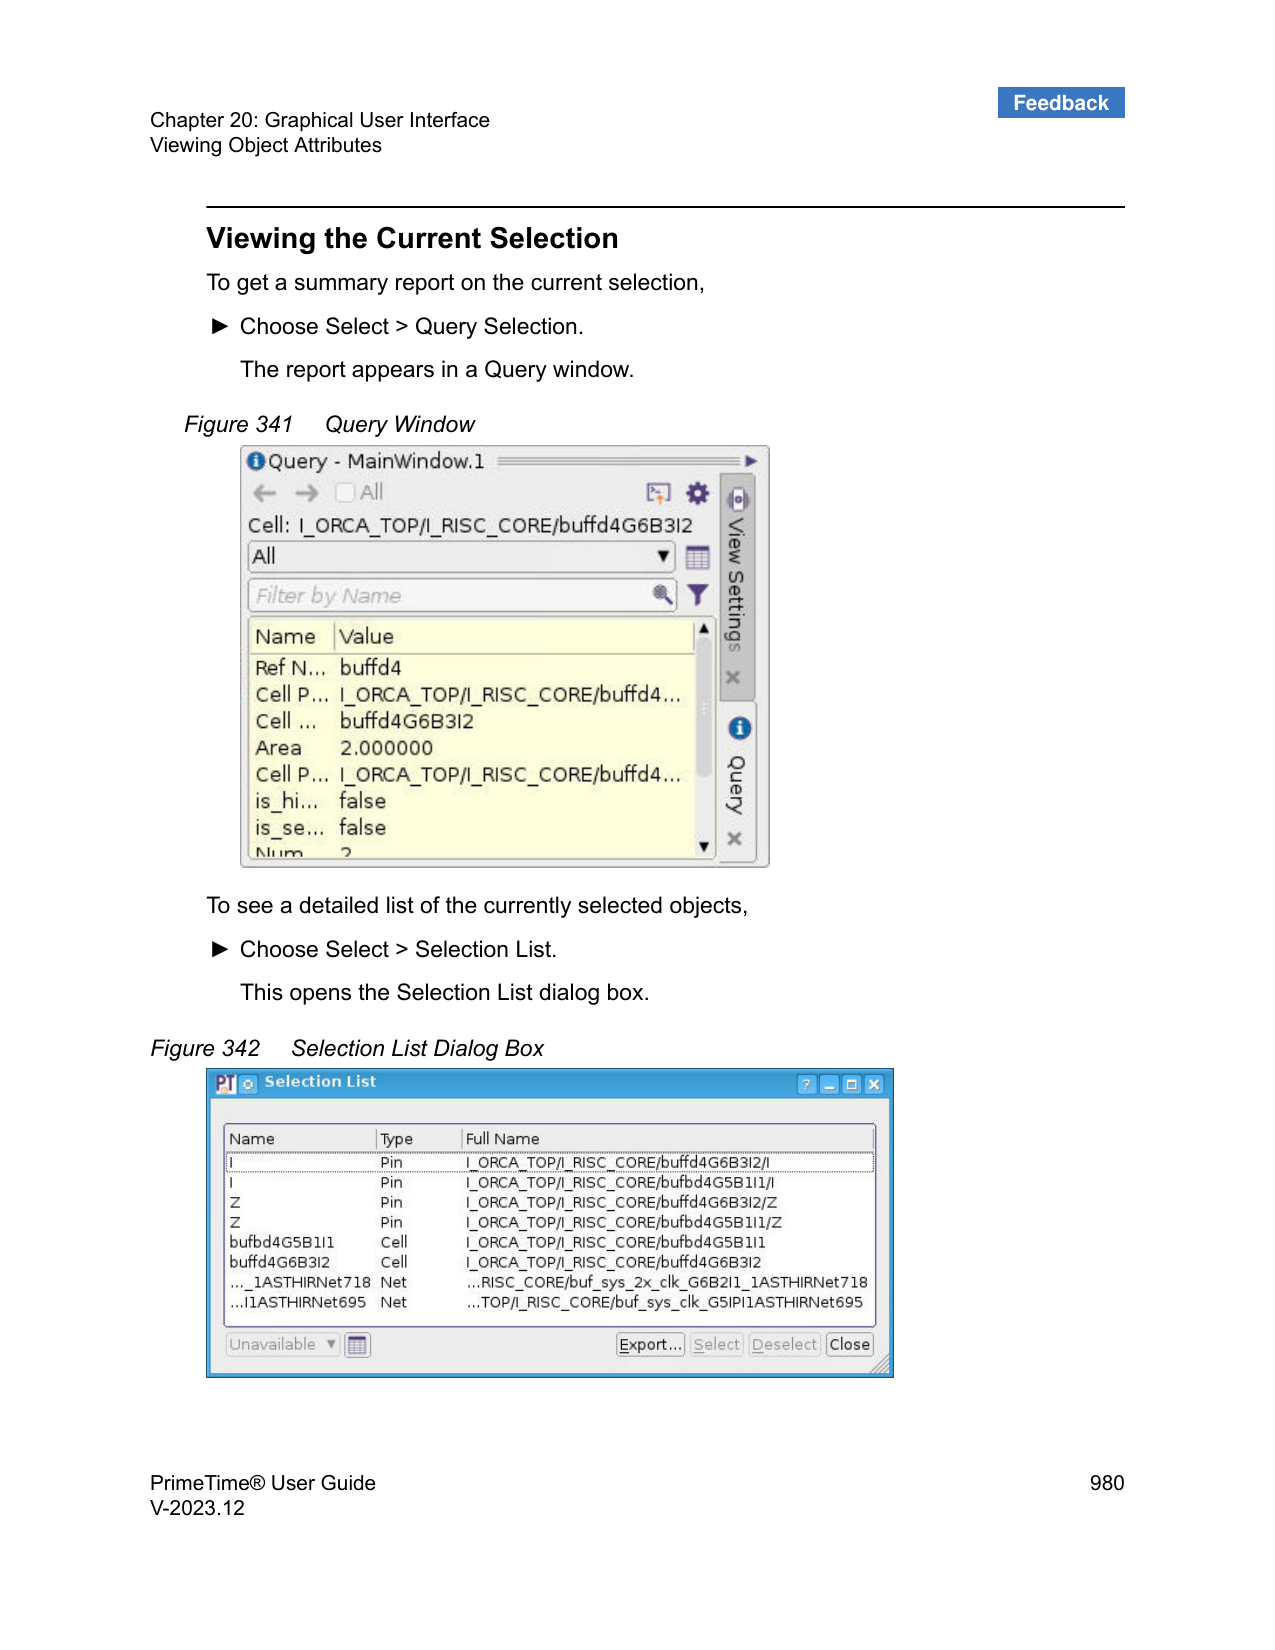 Feedback
Chapter 20: Graphical User Interface
Viewing Object Attributes
Viewing the Current Selection
To get a summary report on the current selection,
► Choose Select > Query Selection.
The report appears in a Query window.
Figure 341 Query Window
Query - MainWindow.1
All
Cell: I_ORCA_TOP/I_RISC_CORE/buffd4G6B3I2
All
Filter by Name
Name Value
Ref N... buffd4
Cell P... I_ORCA_TOP/I_RISC_CORE/buffd4...
Cell ... buffd4G6B3I2
Area 2.000000
Cell P... I_ORCA_TOP/I_RISC_CORE/buffd4...
is_hi... false
is_se... false
Num 2
View Settings
Query
To see a detailed list of the currently selected objects,
► Choose Select > Selection List.
This opens the Selection List dialog box.
Figure 342 Selection List Dialog Box
PT Selection List
Name Type Full Name
I Pin I_ORCA_TOP/I_RISC_CORE/buffd4G6B3I2/I
I Pin I_ORCA_TOP/I_RISC_CORE/bufbd4G5B1I1/I
Z Pin I_ORCA_TOP/I_RISC_CORE/buffd4G6B3I2/Z
Z Pin I_ORCA_TOP/I_RISC_CORE/bufbd4G5B1I1/Z
bufbd4G5B1I1 Cell I_ORCA_TOP/I_RISC_CORE/bufbd4G5B1I1
buffd4G6B3I2 Cell I_ORCA_TOP/I_RISC_CORE/buffd4G6B3I2
..._1ASTHIRNet718 Net ...RISC_CORE/buf_sys_2x_clk_G6B2I1_1ASTHIRNet718
...I1ASTHIRNet695 Net ...TOP/I_RISC_CORE/buf_sys_clk_G5IPI1ASTHIRNet695
Unavailable Export... Select Deselect Close
PrimeTime® User Guide 980
V-2023.12